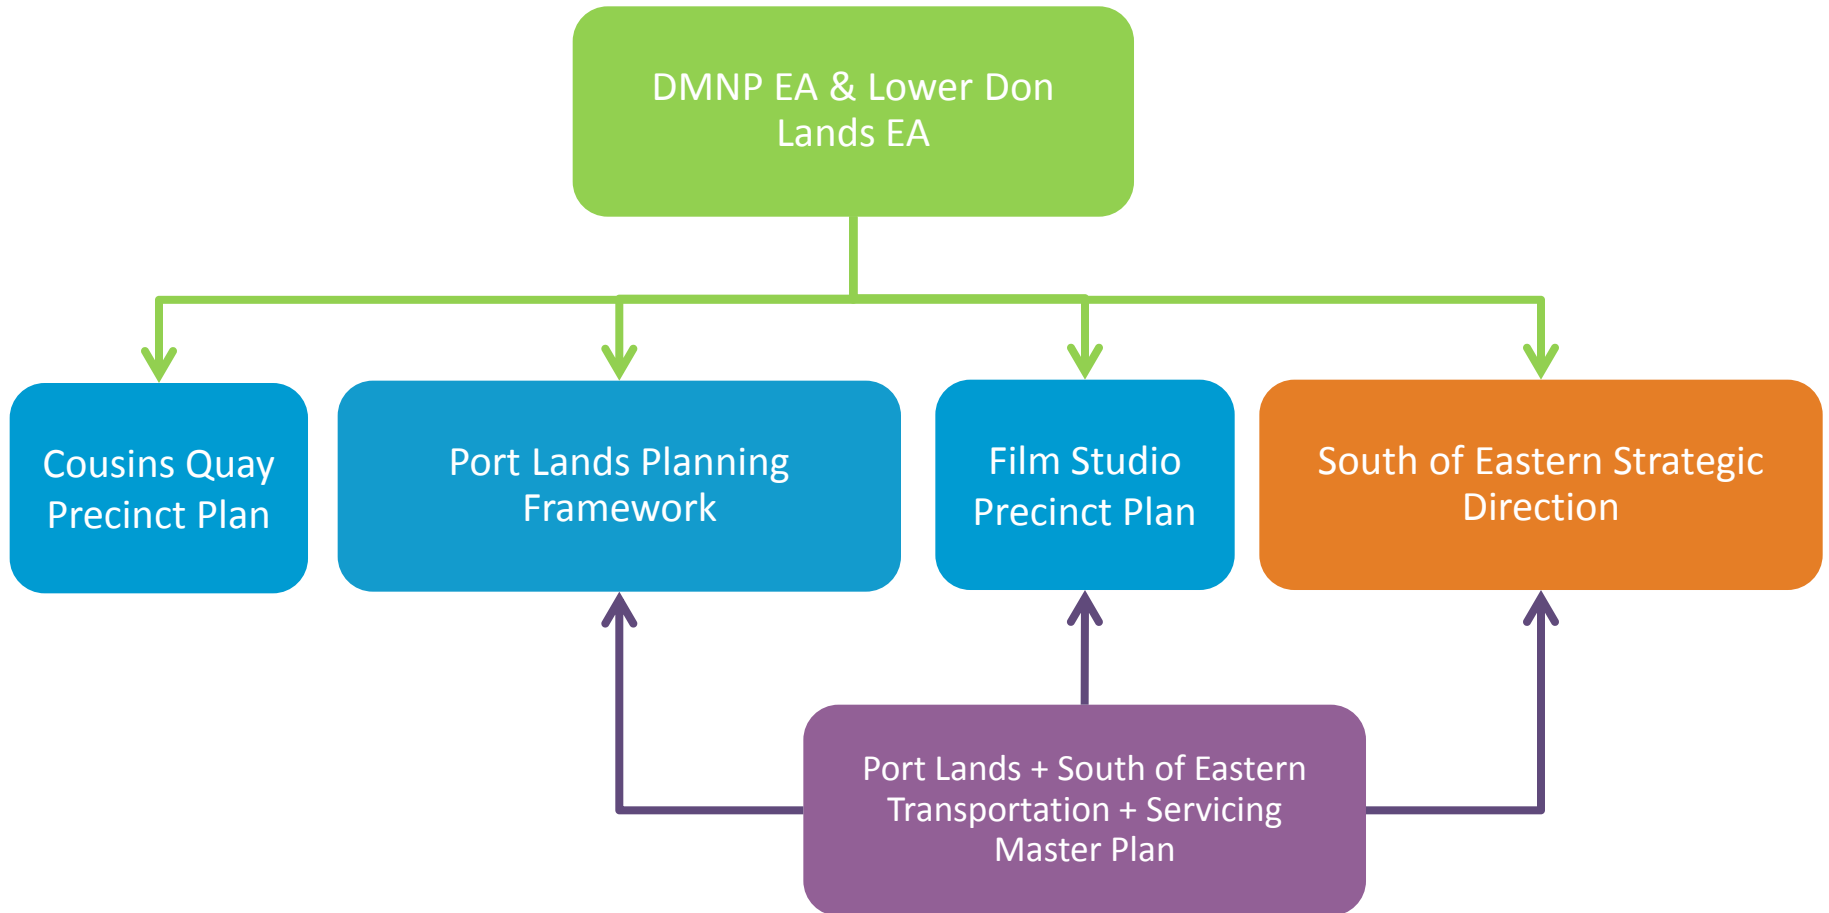 DMNP EA & Lower Don
Lands EA
Cousins Quay
Precinct Plan
Port Lands Planning
Framework
Film Studio
Precinct Plan
South of Eastern Strategic
Direction
Port Lands + South of Eastern
Transportation + Servicing
Master Plan